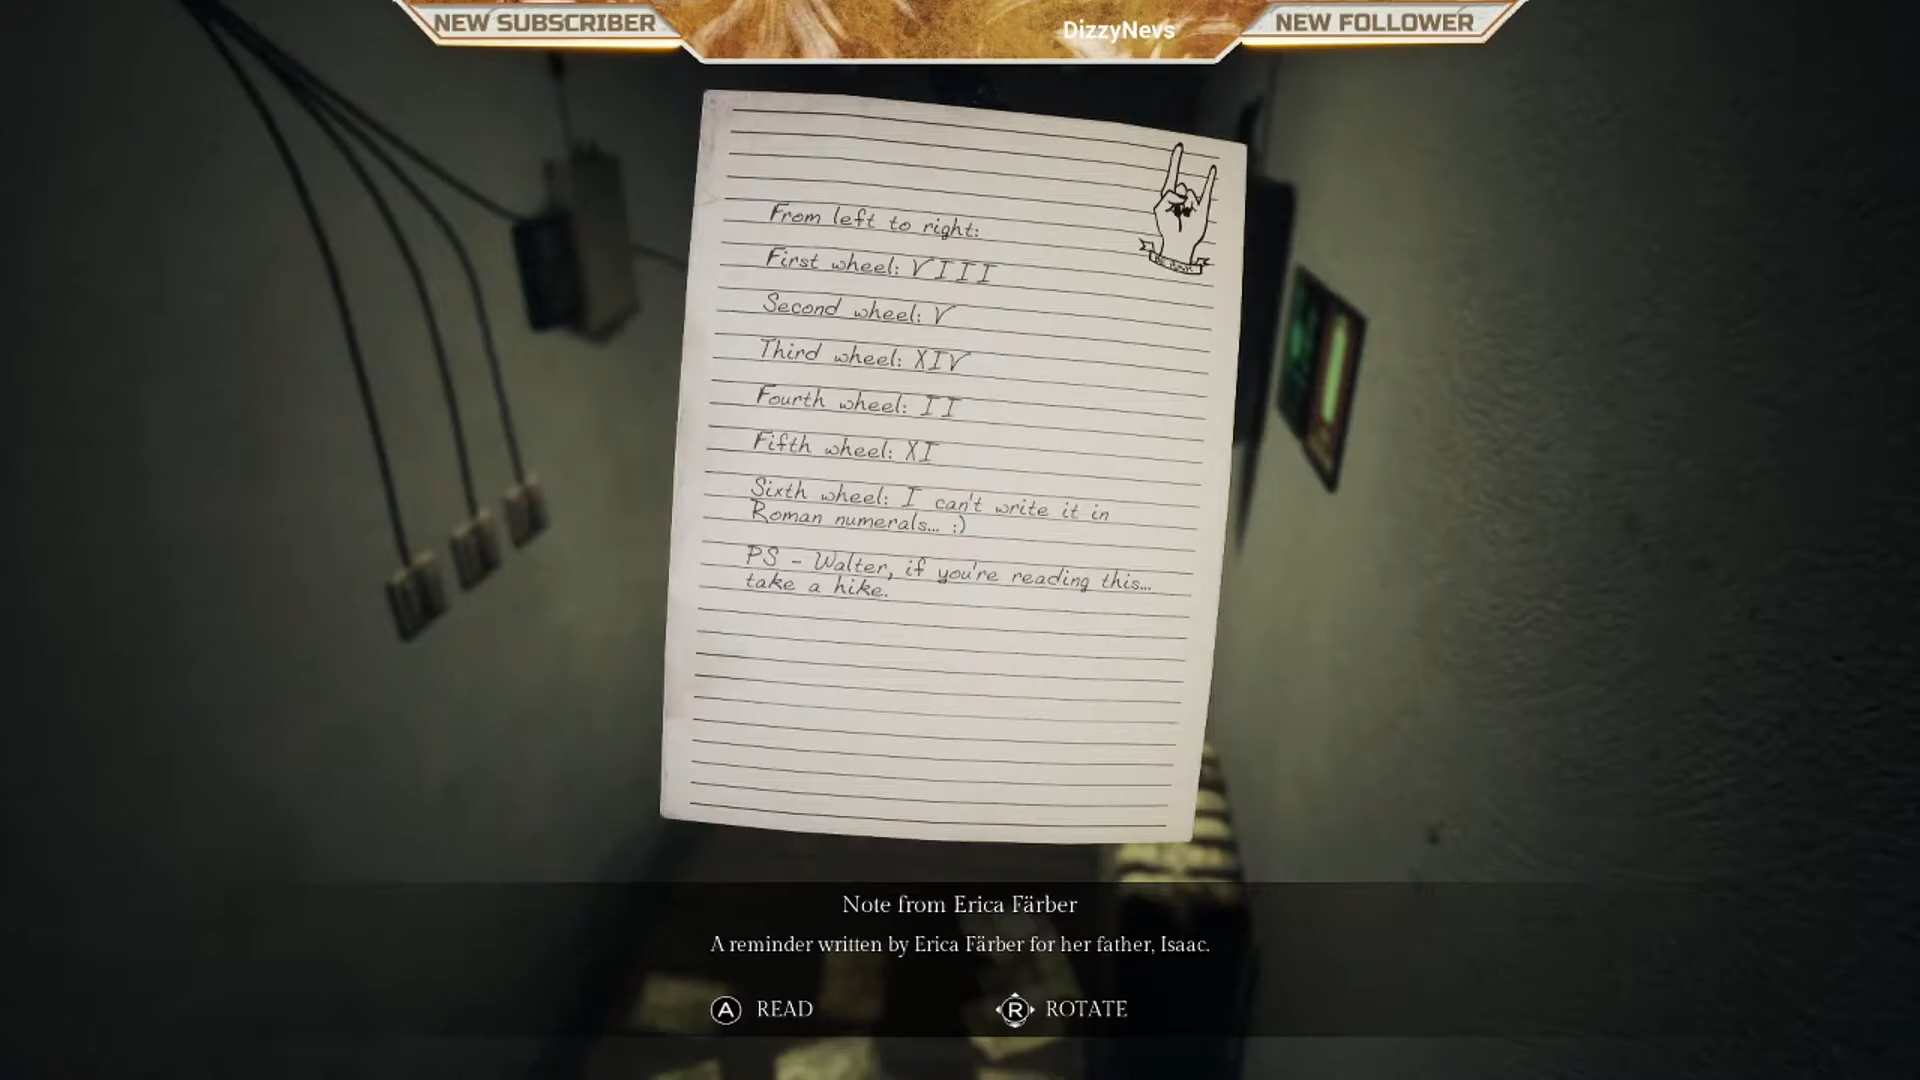 NEW SUBSCRIBER
DizzyNevs
NEW FOLLOWER
From left to right:
First wheel: VIII
Second wheel: V
Third wheel: XIV
Fourth wheel: II
Fifth wheel: XI
Sixth wheel: I can't write it in
Roman numerals... :)
PS - Walter, if you're reading this...
take a hike.
Note from Erica Färber
A reminder written by Erica Färber for her father, Isaac.
A READ
R ROTATE